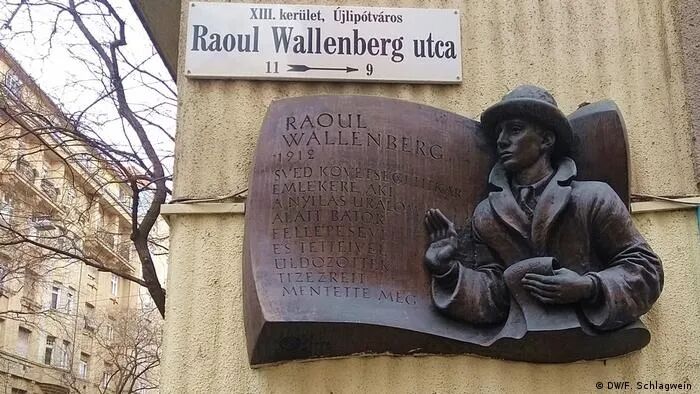 XIII. kerület, Újlipótváros
Raoul Wallenberg utca
11 9
RAOUL
WALLENBERG
1912
SVÉD KÖVETSÉGI TITKÁR
EMLÉKÉRE, AKI
A NYILAS URALOM
ALATT BÁTOR
FELLÉPÉSÉVEL
ÉS TETTEIVEL
ÜLDÖZÖTTEK
TIZEZREIT
MENTETTE MEG
© DW/F. Schlagwein